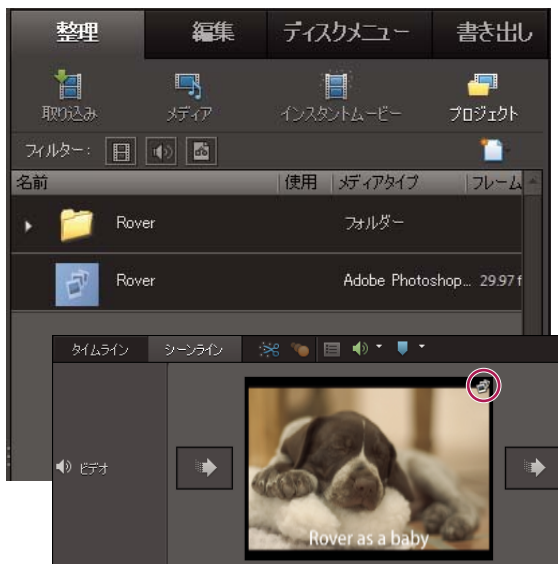 整理 編集 ディスクメニュー 書き出し
取り込み メディア インスタントムービー プロジェクト
フィルター：
名前 使用 メディアタイプ フレーム
Rover フォルダー
Rover Adobe Photoshop... 29.97 f
タイムライン シーンライン
ビデオ
Rover as a baby